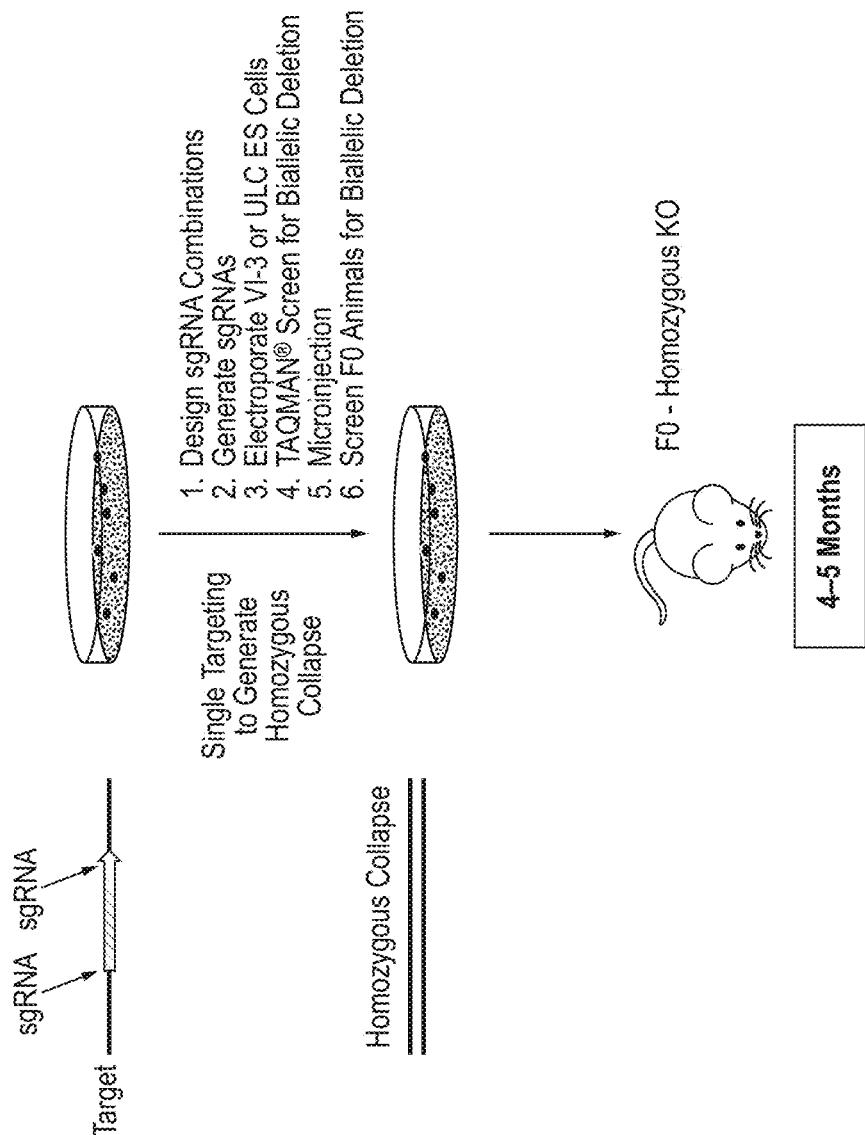 sgRNA sgRNA
Target
Single Targeting
to Generate
Homozygous
Collapse
1. Design sgRNA Combinations
2. Generate sgRNAs
3. Electroporate VI-3 or ULC ES Cells
4. TAQMAN® Screen for Biallelic Deletion
5. Microinjection
6. Screen F0 Animals for Biallelic Deletion
Homozygous Collapse
F0 - Homozygous KO
4–5 Months